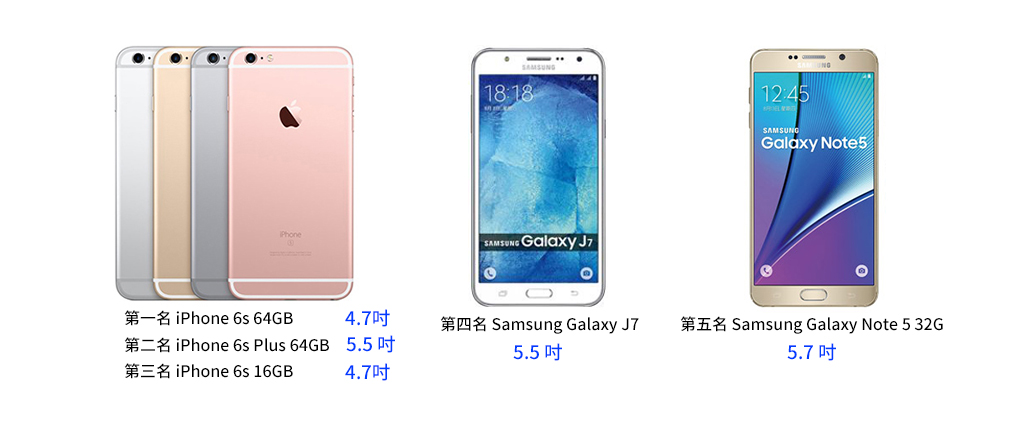 iPhone
S
第一名 iPhone 6s 64GB 4.7吋
第二名 iPhone 6s Plus 64GB 5.5 吋
第三名 iPhone 6s 16GB 4.7吋
SAMSUNG
18:18
SAMSUNG Galaxy J7
第四名 Samsung Galaxy J7
5.5 吋
SAMSUNG
12:45
SAMSUNG
Galaxy Note5
第五名 Samsung Galaxy Note 5 32G
5.7 吋